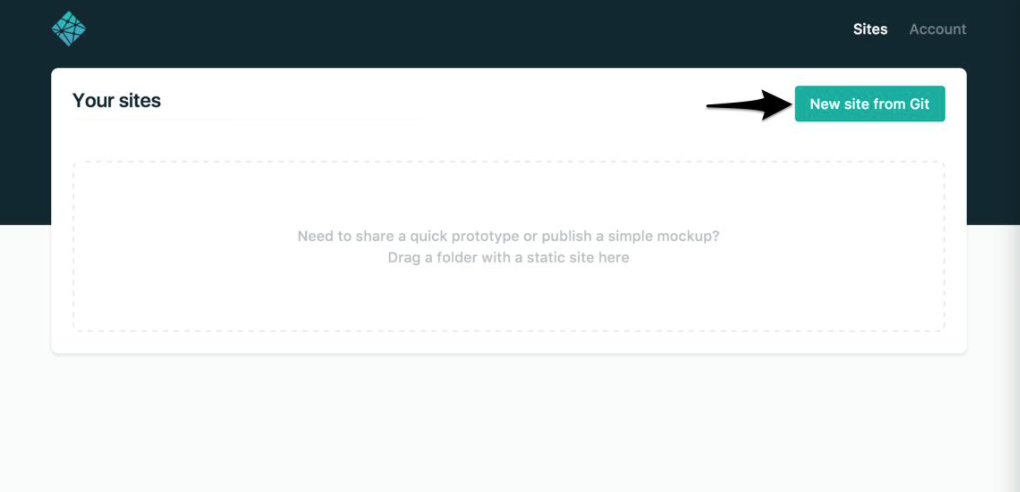 Sites
Account
Your sites
New site from Git
Need to share a quick prototype or publish a simple mockup?
Drag a folder with a static site here